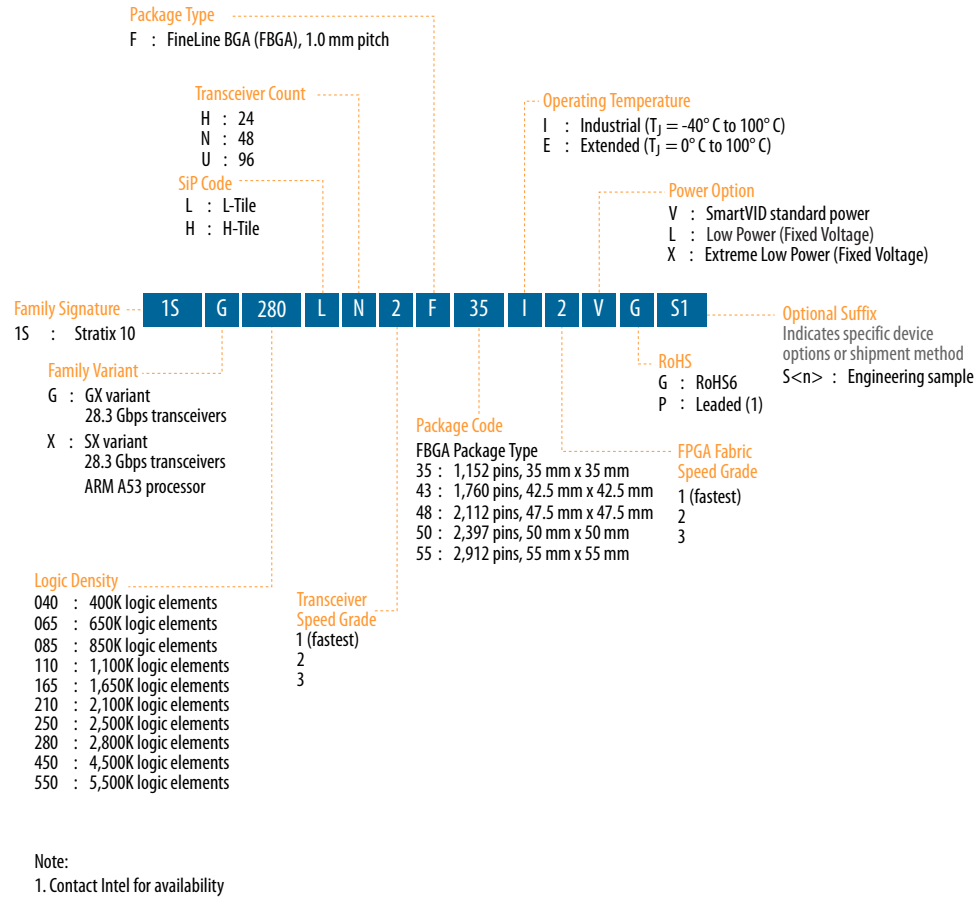 Package Type
F : FineLine BGA (FBGA), 1.0 mm pitch
Transceiver Count
H : 24
N : 48
U : 96
SiP Code
L : L-Tile
H : H-Tile
Operating Temperature
I : Industrial (TJ = -40° C to 100° C)
E : Extended (TJ = 0° C to 100° C)
Power Option
V : SmartVID standard power
L : Low Power (Fixed Voltage)
X : Extreme Low Power (Fixed Voltage)
Family Signature
1S : Stratix 10
1S G 280 L N 2 F 35 I 2 V G S1
Optional Suffix
Indicates specific device
options or shipment method
S<n> : Engineering sample
Family Variant
G : GX variant
28.3 Gbps transceivers
X : SX variant
28.3 Gbps transceivers
ARM A53 processor
RoHS
G : RoHS6
P : Leaded (1)
Package Code
FBGA Package Type
35 : 1,152 pins, 35 mm x 35 mm
43 : 1,760 pins, 42.5 mm x 42.5 mm
48 : 2,112 pins, 47.5 mm x 47.5 mm
50 : 2,397 pins, 50 mm x 50 mm
55 : 2,912 pins, 55 mm x 55 mm
FPGA Fabric
Speed Grade
1 (fastest)
2
3
Logic Density
040 : 400K logic elements
065 : 650K logic elements
085 : 850K logic elements
110 : 1,100K logic elements
165 : 1,650K logic elements
210 : 2,100K logic elements
250 : 2,500K logic elements
280 : 2,800K logic elements
450 : 4,500K logic elements
550 : 5,500K logic elements
Transceiver
Speed Grade
1 (fastest)
2
3
Note:
1. Contact Intel for availability